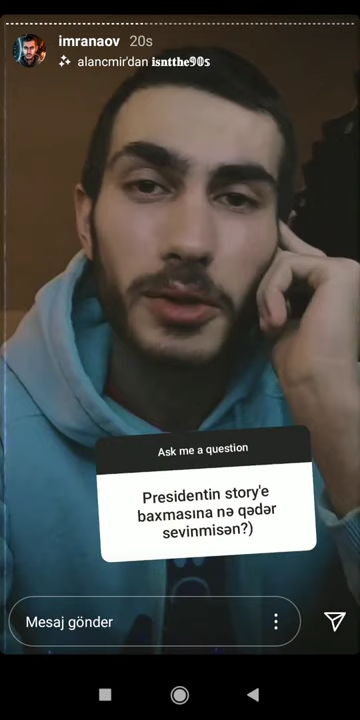 imranaov 20s
alancmir'dan 𝐢𝐬𝐧𝐭𝐭𝐡𝐞𝟡𝟘𝐬
Ask me a question
Presidentin story'e
baxmasına nə qədər
sevinmisən?)
Mesaj gönder